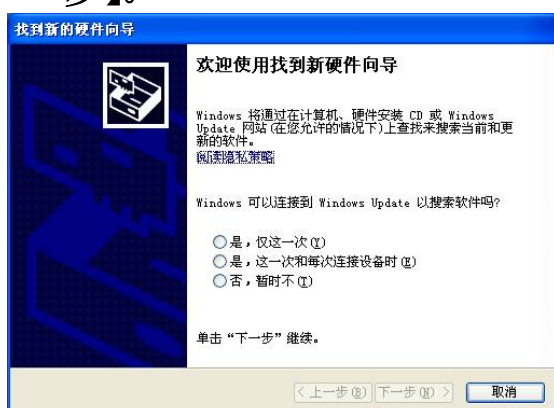 步】。
找到新的硬件向导
欢迎使用找到新硬件向导
Windows 将通过在计算机、硬件安装 CD 或 Windows
Update 网站(在您允许的情况下)上查找来搜索当前和更
新的软件。
阅读隐私策略
Windows 可以连接到 Windows Update 以搜索软件吗?
是，仅这一次(Y)
是，这一次和每次连接设备时(E)
否，暂时不(T)
单击“下一步”继续。
<上一步(B) 下一步(N)> 取消